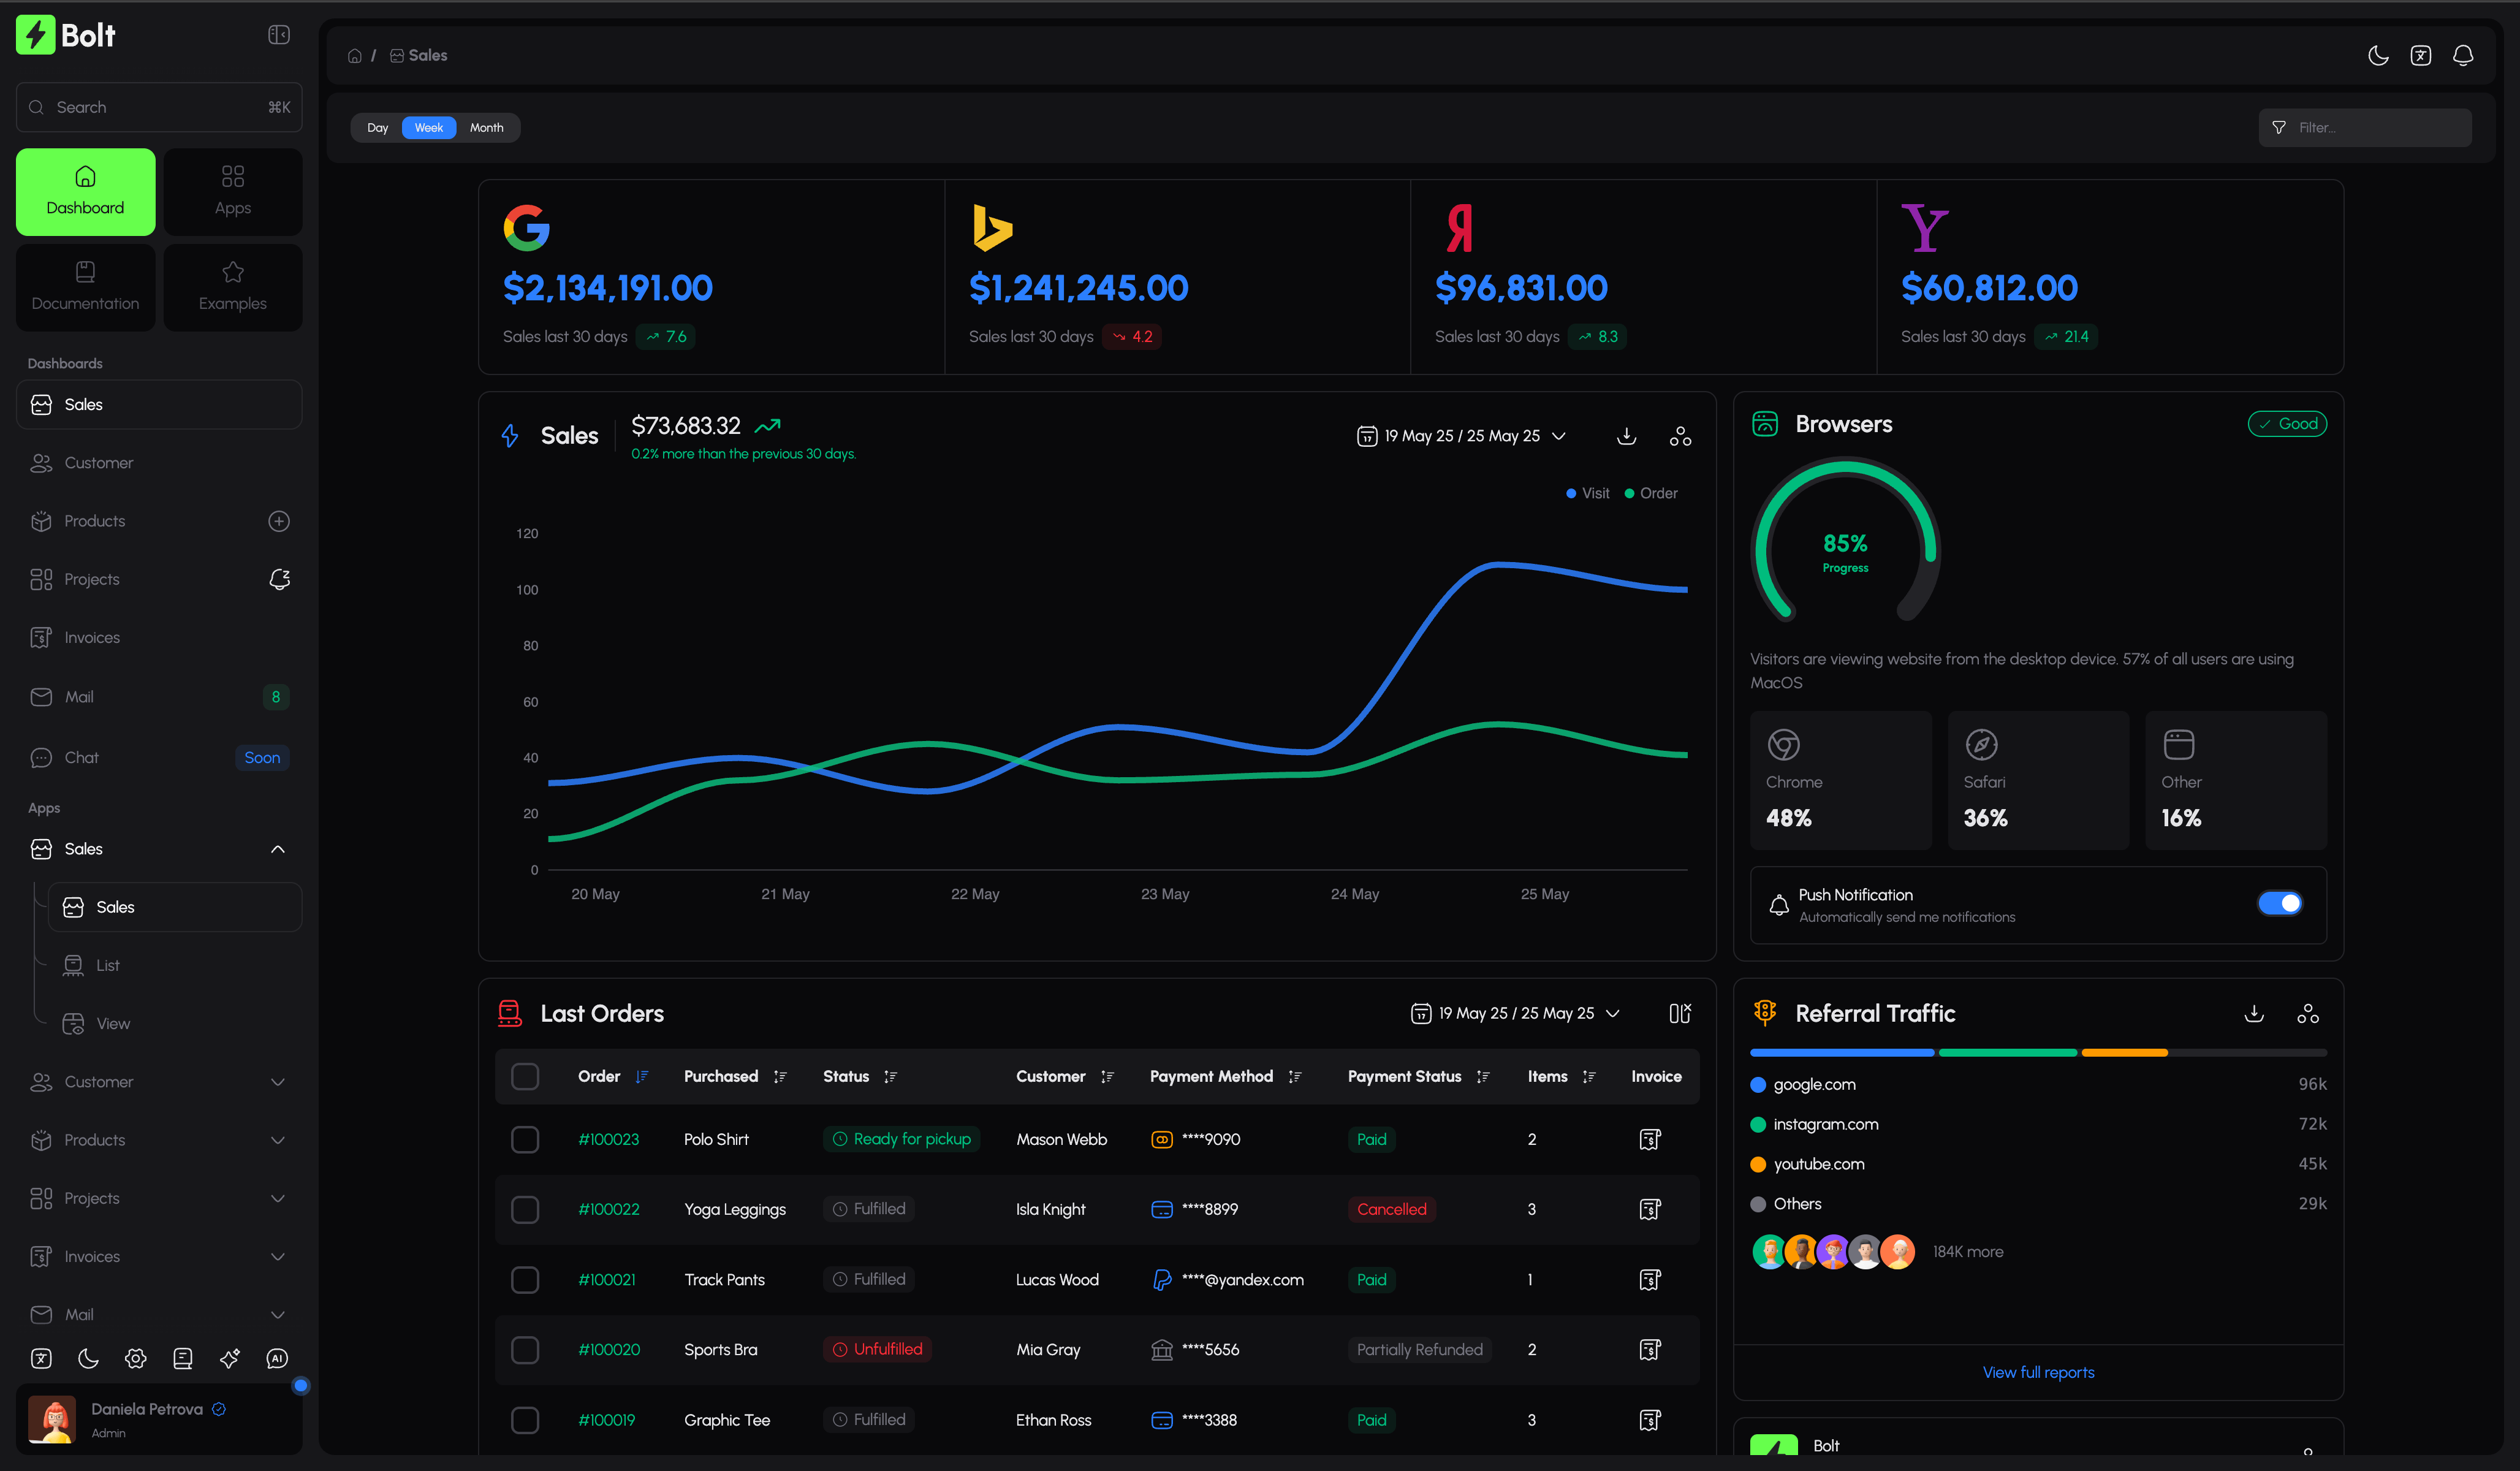 Bolt
Search ⌘K
Dashboard
Apps
Documentation
Examples
Dashboards
Sales
Customer
Products
Projects
Invoices
Mail 8
Chat Soon
Apps
Sales
Sales
List
View
Customer
Products
Projects
Invoices
Mail
AI
Daniela Petrova
Admin
/ Sales
Day Week Month
Filter...
$2,134,191.00
Sales last 30 days 7.6
$1,241,245.00
Sales last 30 days 4.2
Я
$96,831.00
Sales last 30 days 8.3
Y
$60,812.00
Sales last 30 days 21.4
Sales
$73,683.32
0.2% more than the previous 30 days.
17 19 May 25 / 25 May 25
Visit Order
120
100
80
60
40
20
0
20 May 21 May 22 May 23 May 24 May 25 May
Browsers
Good
85%
Progress
Visitors are viewing website from the desktop device. 57% of all users are using
MacOS
Chrome
48%
Safari
36%
Other
16%
Push Notification
Automatically send me notifications
Last Orders
17 19 May 25 / 25 May 25
Order Purchased Status Customer Payment Method Payment Status Items Invoice
#100023 Polo Shirt Ready for pickup Mason Webb ****9090 Paid 2
#100022 Yoga Leggings Fulfilled Isla Knight ****8899 Cancelled 3
#100021 Track Pants Fulfilled Lucas Wood ****@yandex.com Paid 1
#100020 Sports Bra Unfulfilled Mia Gray ****5656 Partially Refunded 2
#100019 Graphic Tee Fulfilled Ethan Ross ****3388 Paid 3
Referral Traffic
google.com 96k
instagram.com 72k
youtube.com 45k
Others 29k
184K more
View full reports
Bolt